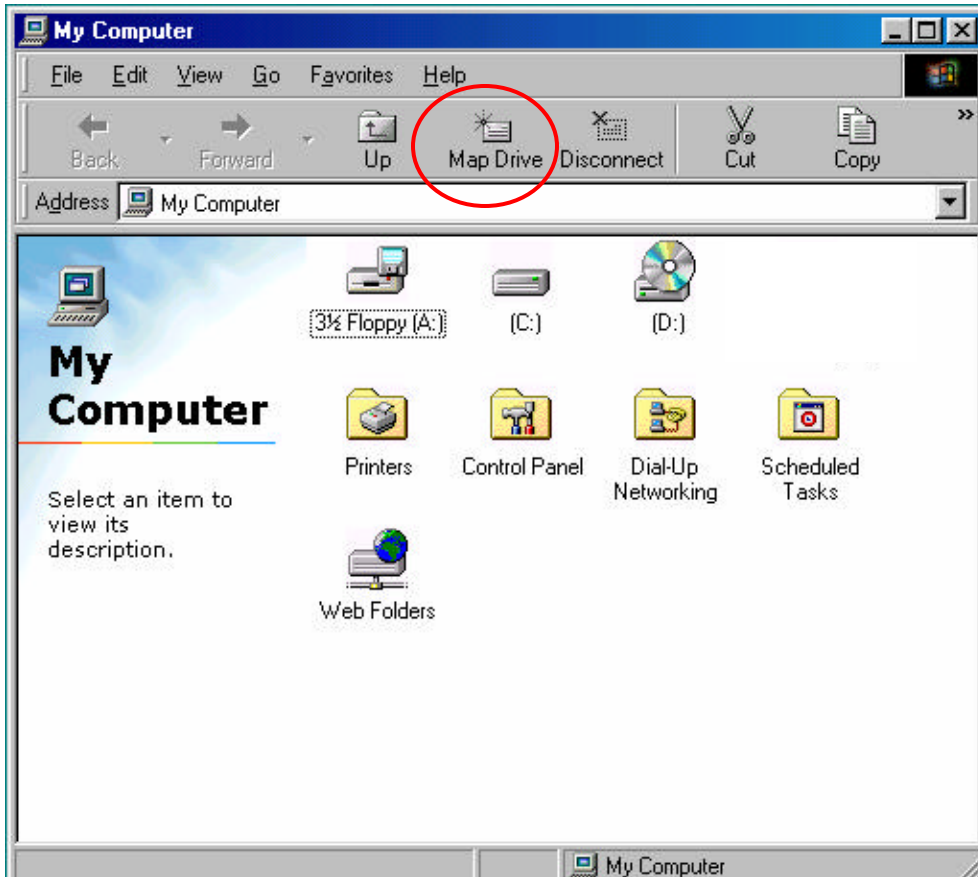 My Computer
File Edit View Go Favorites Help
Back Forward Up Map Drive Disconnect Cut Copy »
Address My Computer
3½ Floppy (A:) (C:) (D:)
My
Computer
Printers Control Panel Dial-Up Scheduled
Networking Tasks
Select an item to
view its
description.
Web Folders
My Computer